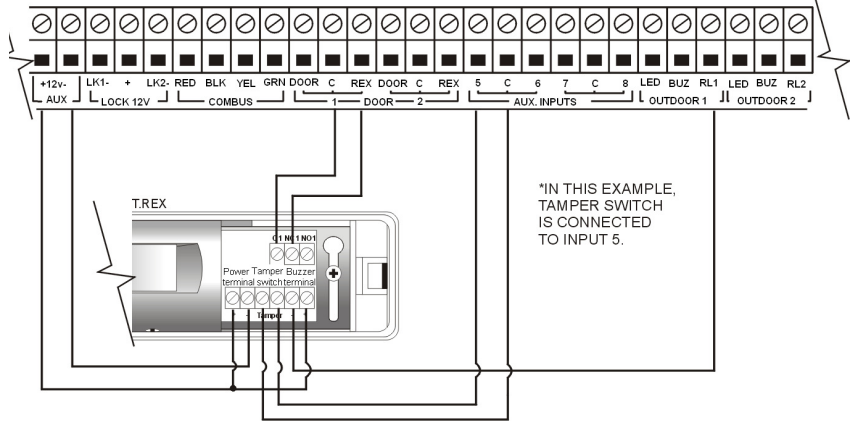 +12v- LK1- + LK2- RED BLK YEL GRN DOOR C REX DOOR C REX 5 C 6 7 C 8 LED BUZ RL1 LED BUZ RL2
AUX LOCK 12V COMBUS 1 DOOR 2 AUX. INPUTS OUTDOOR 1 OUTDOOR 2
T.REX
*IN THIS EXAMPLE,
TAMPER SWITCH
IS CONNECTED
TO INPUT 5.
C1 NC1 NO1
Power Tamper Buzzer
terminal switch terminal
+ - Tamper - +